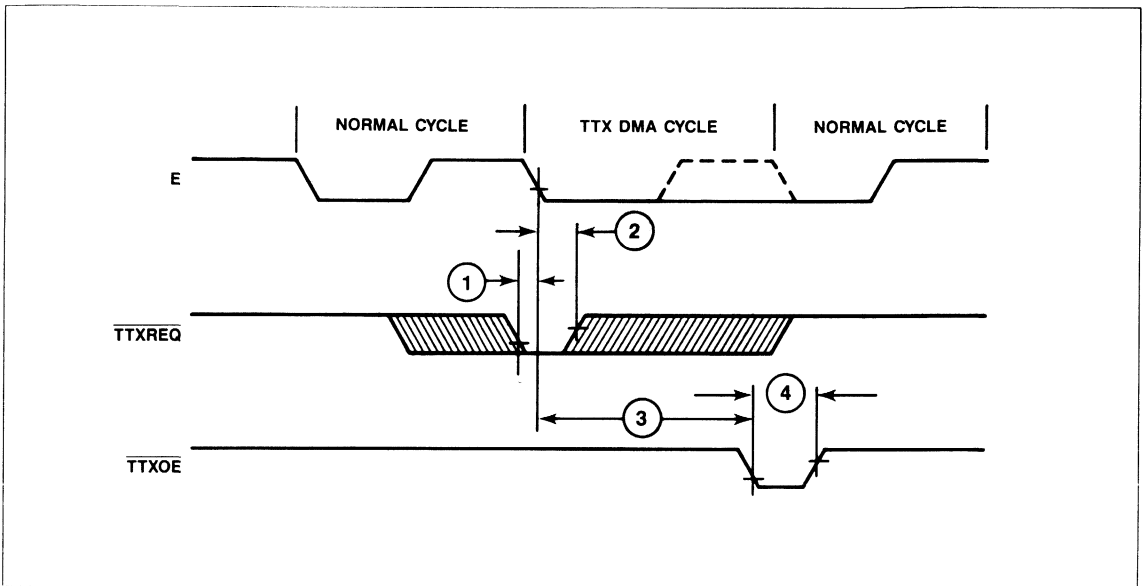 NORMAL CYCLE TTX DMA CYCLE NORMAL CYCLE
E
2
1
TTXREQ
4
3
TTXOE